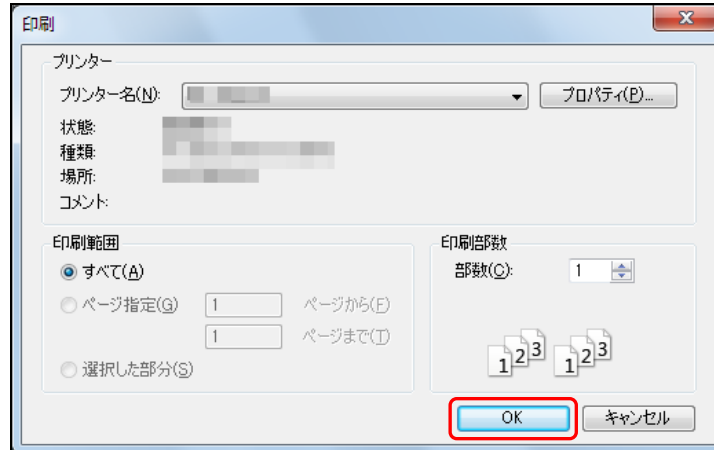 印刷
プリンター
プリンター名(N): プロパティ(P)...
状態:
種類:
場所:
コメント:
印刷範囲
すべて(A)
ページ指定(G) 1 ページから(F)
1 ページまで(T)
選択した部分(S)
印刷部数
部数(C): 1
1 2 3 1 2 3
OK キャンセル